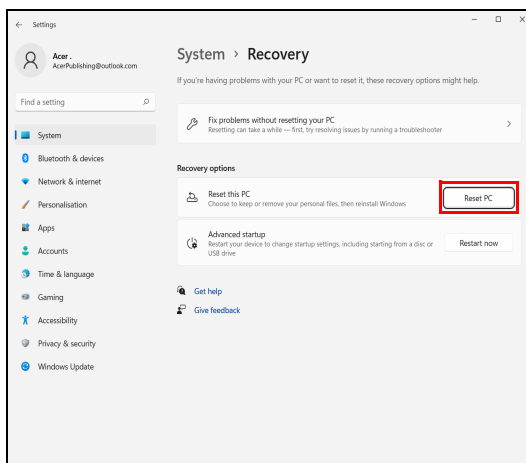 Settings
Acer .
AcerPublishing@outlook.com
Find a setting
System
Bluetooth & devices
Network & internet
Personalisation
Apps
Accounts
Time & language
Gaming
Accessibility
Privacy & security
Windows Update
System > Recovery
If you're having problems with your PC or want to reset it, these recovery options might help.
Fix problems without resetting your PC
Resetting can take a while — first, try resolving issues by running a troubleshooter
Recovery options
Reset this PC
Choose to keep or remove your personal files, then reinstall Windows
Reset PC
Advanced startup
Restart your device to change startup settings, including starting from a disc or
USB drive
Restart now
Get help
Give feedback